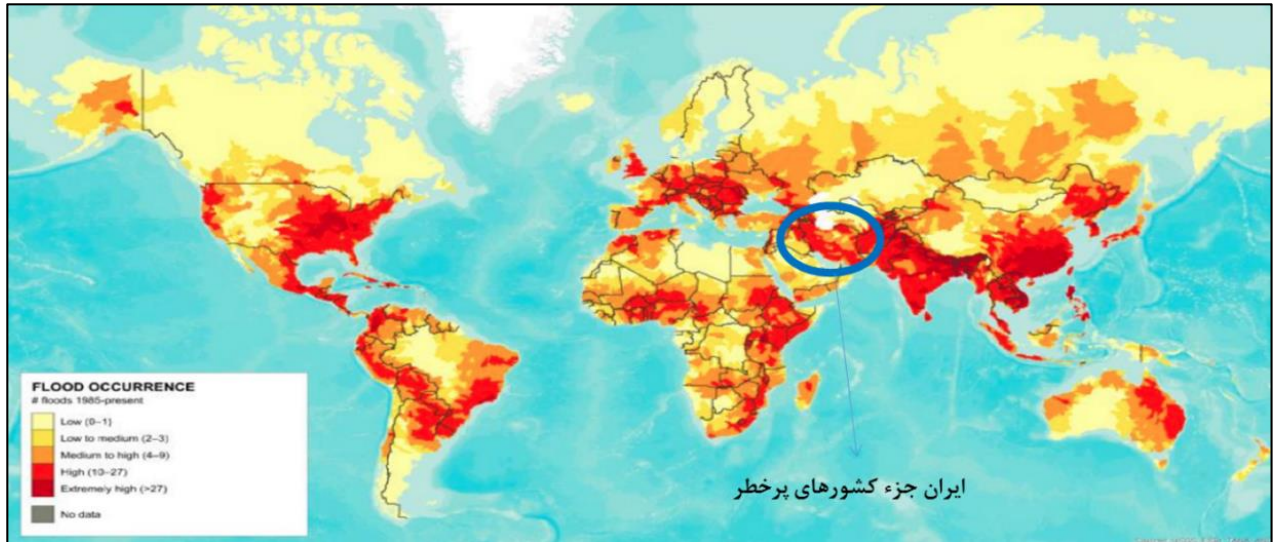 FLOOD OCCURRENCE
# floods 1985-present
Low (0–1)
Low to medium (2–3)
Medium to high (4–9)
High (10–27)
Extremely high (>27)
No data
ایران جزء کشورهای پرخطر